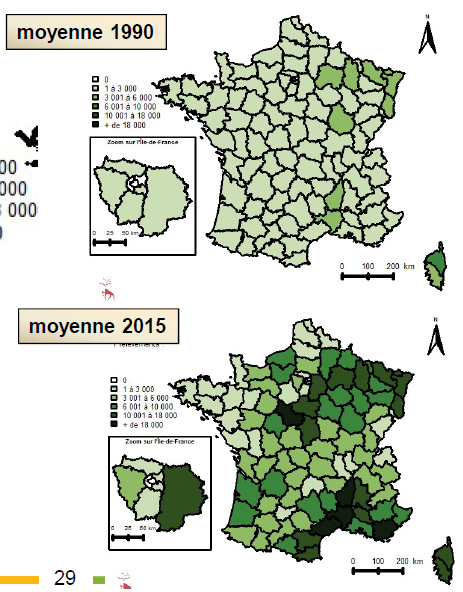 moyenne 1990
N
0
1 à 3 000
3 001 à 6 000
6 001 à 10 000
10 001 à 18 000
+ de 18 000
00
000
000
Zoom sur l'Île-de-France
0 25 50 km
0 100 200 km
moyenne 2015
N
0
1 à 3 000
3 001 à 6 000
6 001 à 10 000
10 001 à 18 000
+ de 18 000
Zoom sur l'Île-de-France
0 25 50 km
0 100 200 km
29